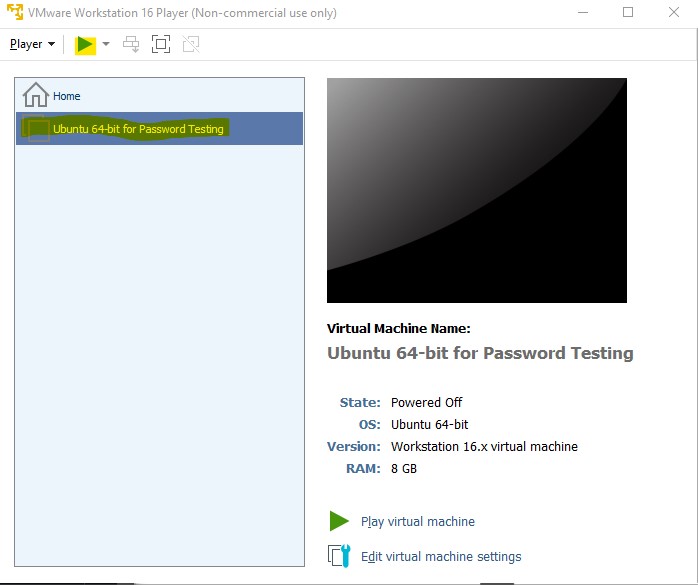 VMware Workstation 16 Player (Non-commercial use only)
Player
Home
Ubuntu 64-bit for Password Testing
Virtual Machine Name:
Ubuntu 64-bit for Password Testing
State: Powered Off
OS: Ubuntu 64-bit
Version: Workstation 16.x virtual machine
RAM: 8 GB
Play virtual machine
Edit virtual machine settings